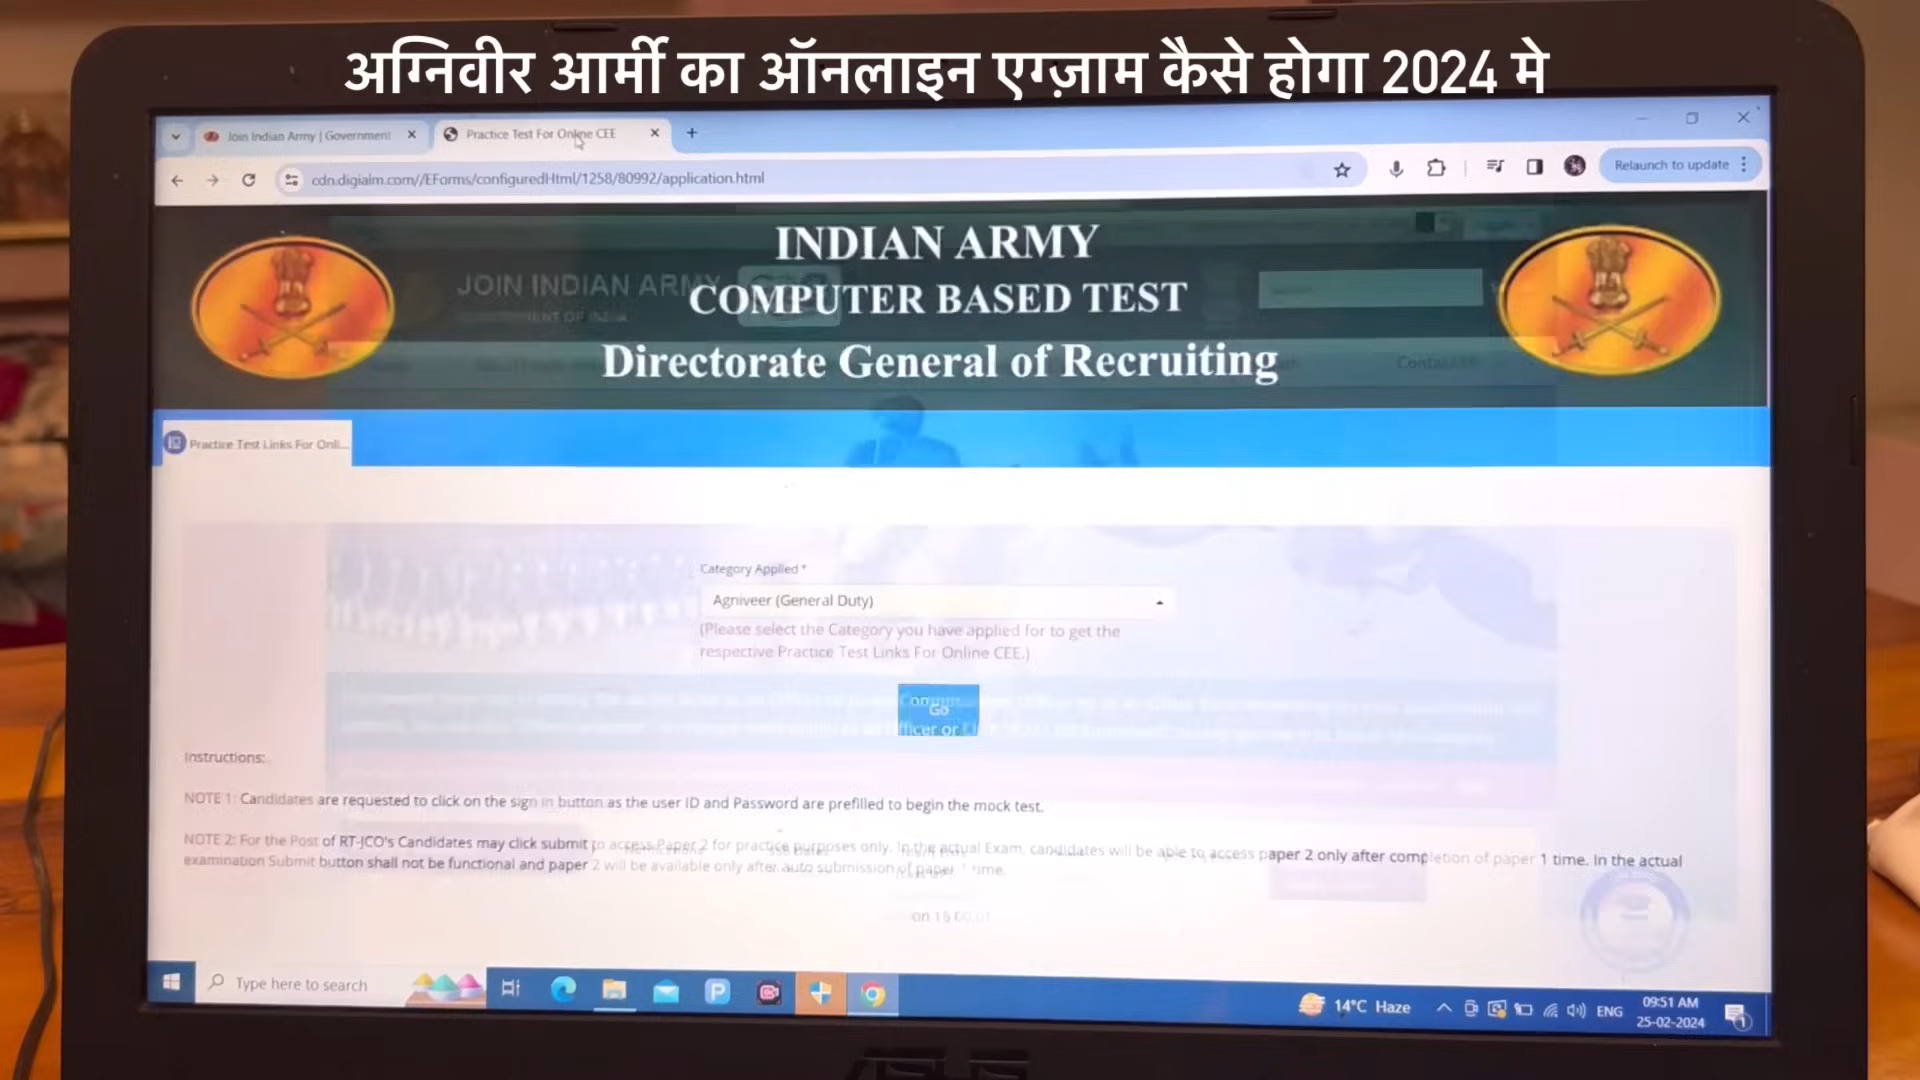 अग्निवीर आर्मी का ऑनलाइन एग्ज़ाम कैसे होगा 2024 मे
Join Indian Army | Government
Practice Test For Online CEE
cdn.digialm.com//EForms/configuredHtml/1258/80992/application.html
Relaunch to update
INDIAN ARMY
JOIN INDIAN ARMY
COMPUTER BASED TEST
Directorate General of Recruiting
Practice Test Links For Onli...
Category Applied *
Agniveer (General Duty)
(Please select the Category you have applied for to get the
respective Practice Test Links For Online CEE.)
Go
Instructions:
NOTE 1: Candidates are requested to click on the sign in button as the user ID and Password are prefilled to begin the mock test.
NOTE 2: For the Post of RT-JCO's Candidates may click submit to access Paper 2 for practice purposes only. In the actual Exam, candidates will be able to access paper 2 only after completion of paper 1 time. In the actual
examination Submit button shall not be functional and paper 2 will be available only after auto submission of paper 1 time.
Type here to search
14°C Haze
ENG
09:51 AM
25-02-2024
ASUS